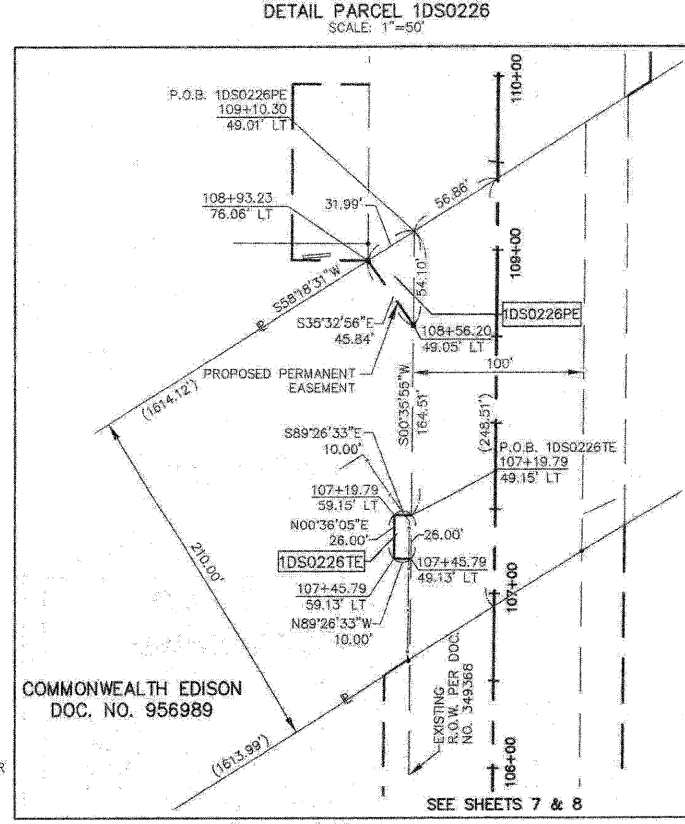 DETAIL PARCEL 1DS0226
SCALE: 1"=50'
P.O.B. 1DS0226PE
109+10.30
49.01' LT
110+00
108+93.23
76.06' LT
31.99'
56.86'
109+00
S58°18'31"W
54.10'
1DS0226PE
S35°32'56"E
45.84'
108+56.20
49.05' LT
PROPOSED PERMANENT
EASEMENT
100'
(1614.12')
S00°35'55"W
164.51'
(248.51')
S89°26'33"E
10.00'
P.O.B. 1DS0226TE
107+19.79
49.15' LT
107+19.79
59.15' LT
N00°36'05"E
26.00'
26.00'
1DS0226TE
107+45.79
49.13' LT
107+45.79
59.13' LT
107+00
N89°26'33"W
10.00'
210.00'
COMMONWEALTH EDISON
DOC. NO. 956989
EXISTING
R.O.W. PER DOC.
NO. 349368
(1613.99')
106+00
R
SEE SHEETS 7 & 8